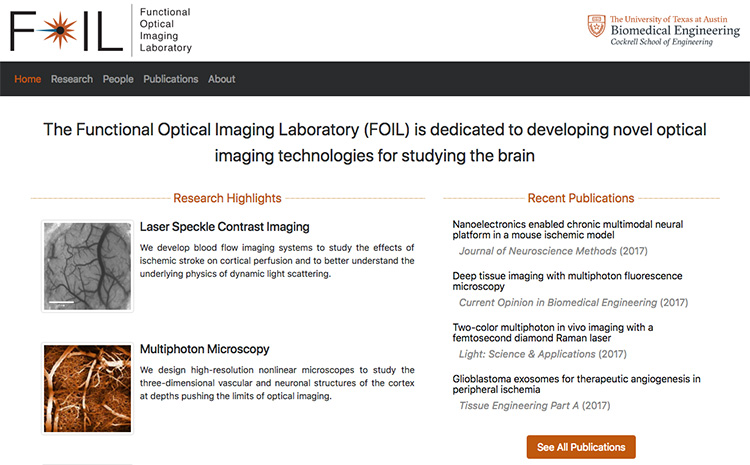 FOIL
Functional
Optical
Imaging
Laboratory
The University of Texas at Austin
Biomedical Engineering
Cockrell School of Engineering
Home Research People Publications About
The Functional Optical Imaging Laboratory (FOIL) is dedicated to developing novel optical
imaging technologies for studying the brain
Research Highlights
Laser Speckle Contrast Imaging
We develop blood flow imaging systems to study the effects of
ischemic stroke on cortical perfusion and to better understand the
underlying physics of dynamic light scattering.
Multiphoton Microscopy
We design high-resolution nonlinear microscopes to study the
three-dimensional vascular and neuronal structures of the cortex
at depths pushing the limits of optical imaging.
Recent Publications
Nanoelectronics enabled chronic multimodal neural
platform in a mouse ischemic model
Journal of Neuroscience Methods (2017)
Deep tissue imaging with multiphoton fluorescence
microscopy
Current Opinion in Biomedical Engineering (2017)
Two-color multiphoton in vivo imaging with a
femtosecond diamond Raman laser
Light: Science & Applications (2017)
Glioblastoma exosomes for therapeutic angiogenesis in
peripheral ischemia
Tissue Engineering Part A (2017)
See All Publications